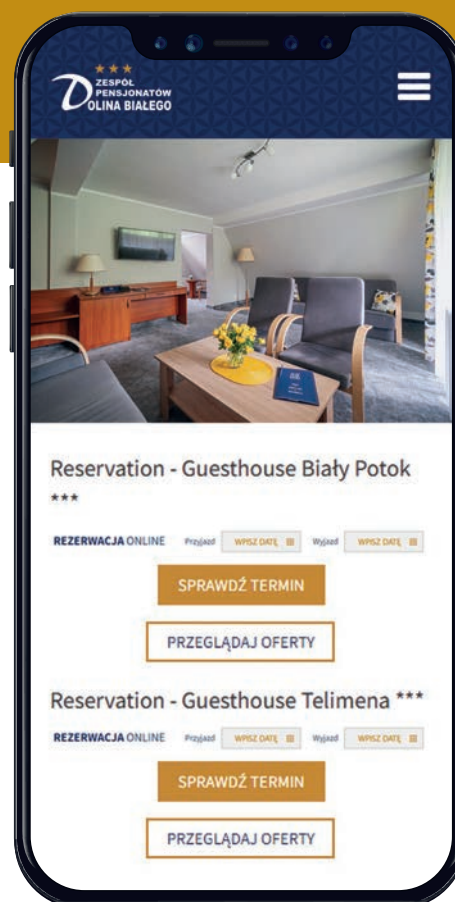 ZESPÓŁ
PENSJONATÓW
DOLINA BIAŁEGO
Reservation - Guesthouse Biały Potok
***
REZERWACJA ONLINE Przyjazd WPISZ DATĘ Wyjazd WPISZ DATĘ
SPRAWDŹ TERMIN
PRZEGLĄDAJ OFERTY
Reservation - Guesthouse Telimena ***
REZERWACJA ONLINE Przyjazd WPISZ DATĘ Wyjazd WPISZ DATĘ
SPRAWDŹ TERMIN
PRZEGLĄDAJ OFERTY